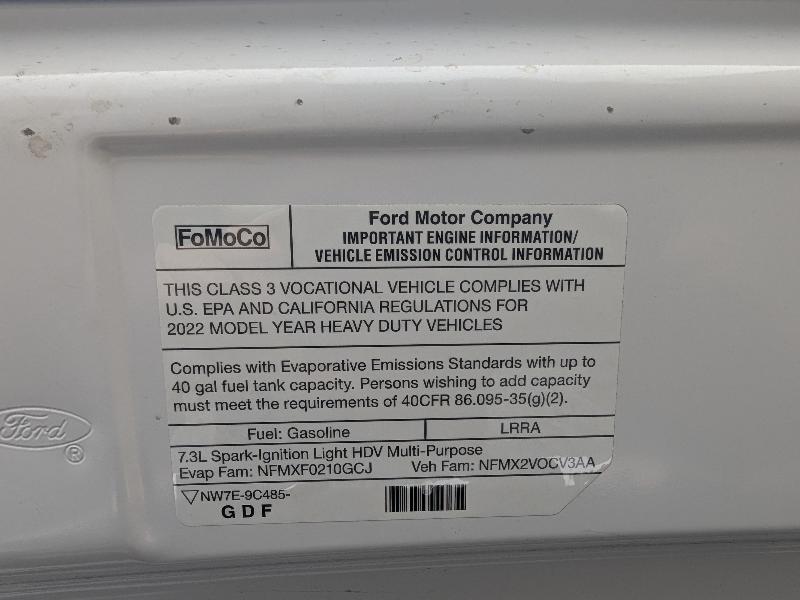 FoMoCo
Ford Motor Company
IMPORTANT ENGINE INFORMATION/
VEHICLE EMISSION CONTROL INFORMATION
THIS CLASS 3 VOCATIONAL VEHICLE COMPLIES WITH
U.S. EPA AND CALIFORNIA REGULATIONS FOR
2022 MODEL YEAR HEAVY DUTY VEHICLES
Complies with Evaporative Emissions Standards with up to
40 gal fuel tank capacity. Persons wishing to add capacity
must meet the requirements of 40CFR 86.095-35(g)(2).
Fuel: Gasoline LRRA
7.3L Spark-Ignition Light HDV Multi-Purpose
Evap Fam: NFMXF0210GCJ Veh Fam: NFMX2VOCV3AA
NW7E-9C485-
GDF
Ford ®